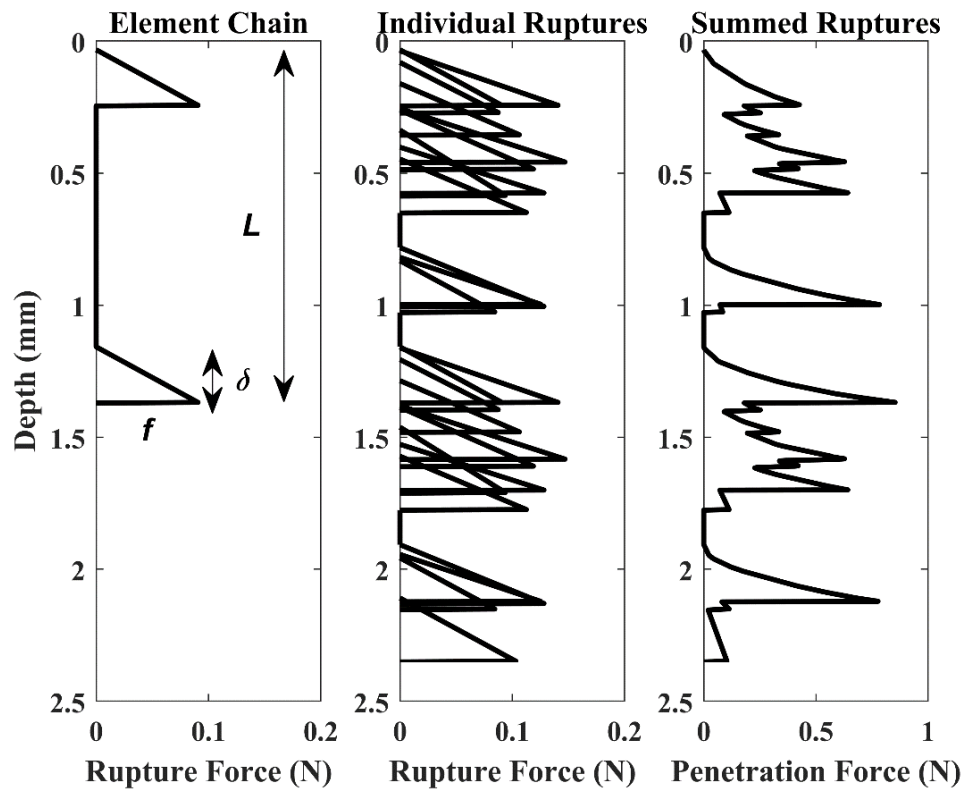 Element Chain
Individual Ruptures
Summed Ruptures
Depth (mm)
0
0.5
1
1.5
2
2.5
L
δ
f
0 0.1 0.2
Rupture Force (N)
0
0.5
1
1.5
2
2.5
0 0.1 0.2
Rupture Force (N)
0
0.5
1
1.5
2
2.5
0 0.5 1
Penetration Force (N)